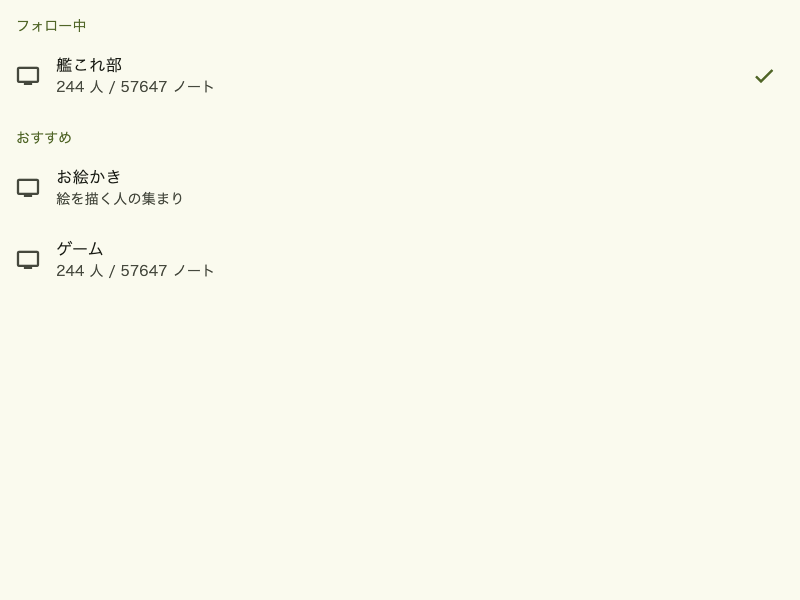 フォロー中
艦これ部
244 人 / 57647 ノート
おすすめ
お絵かき
絵を描く人の集まり
ゲーム
244 人 / 57647 ノート